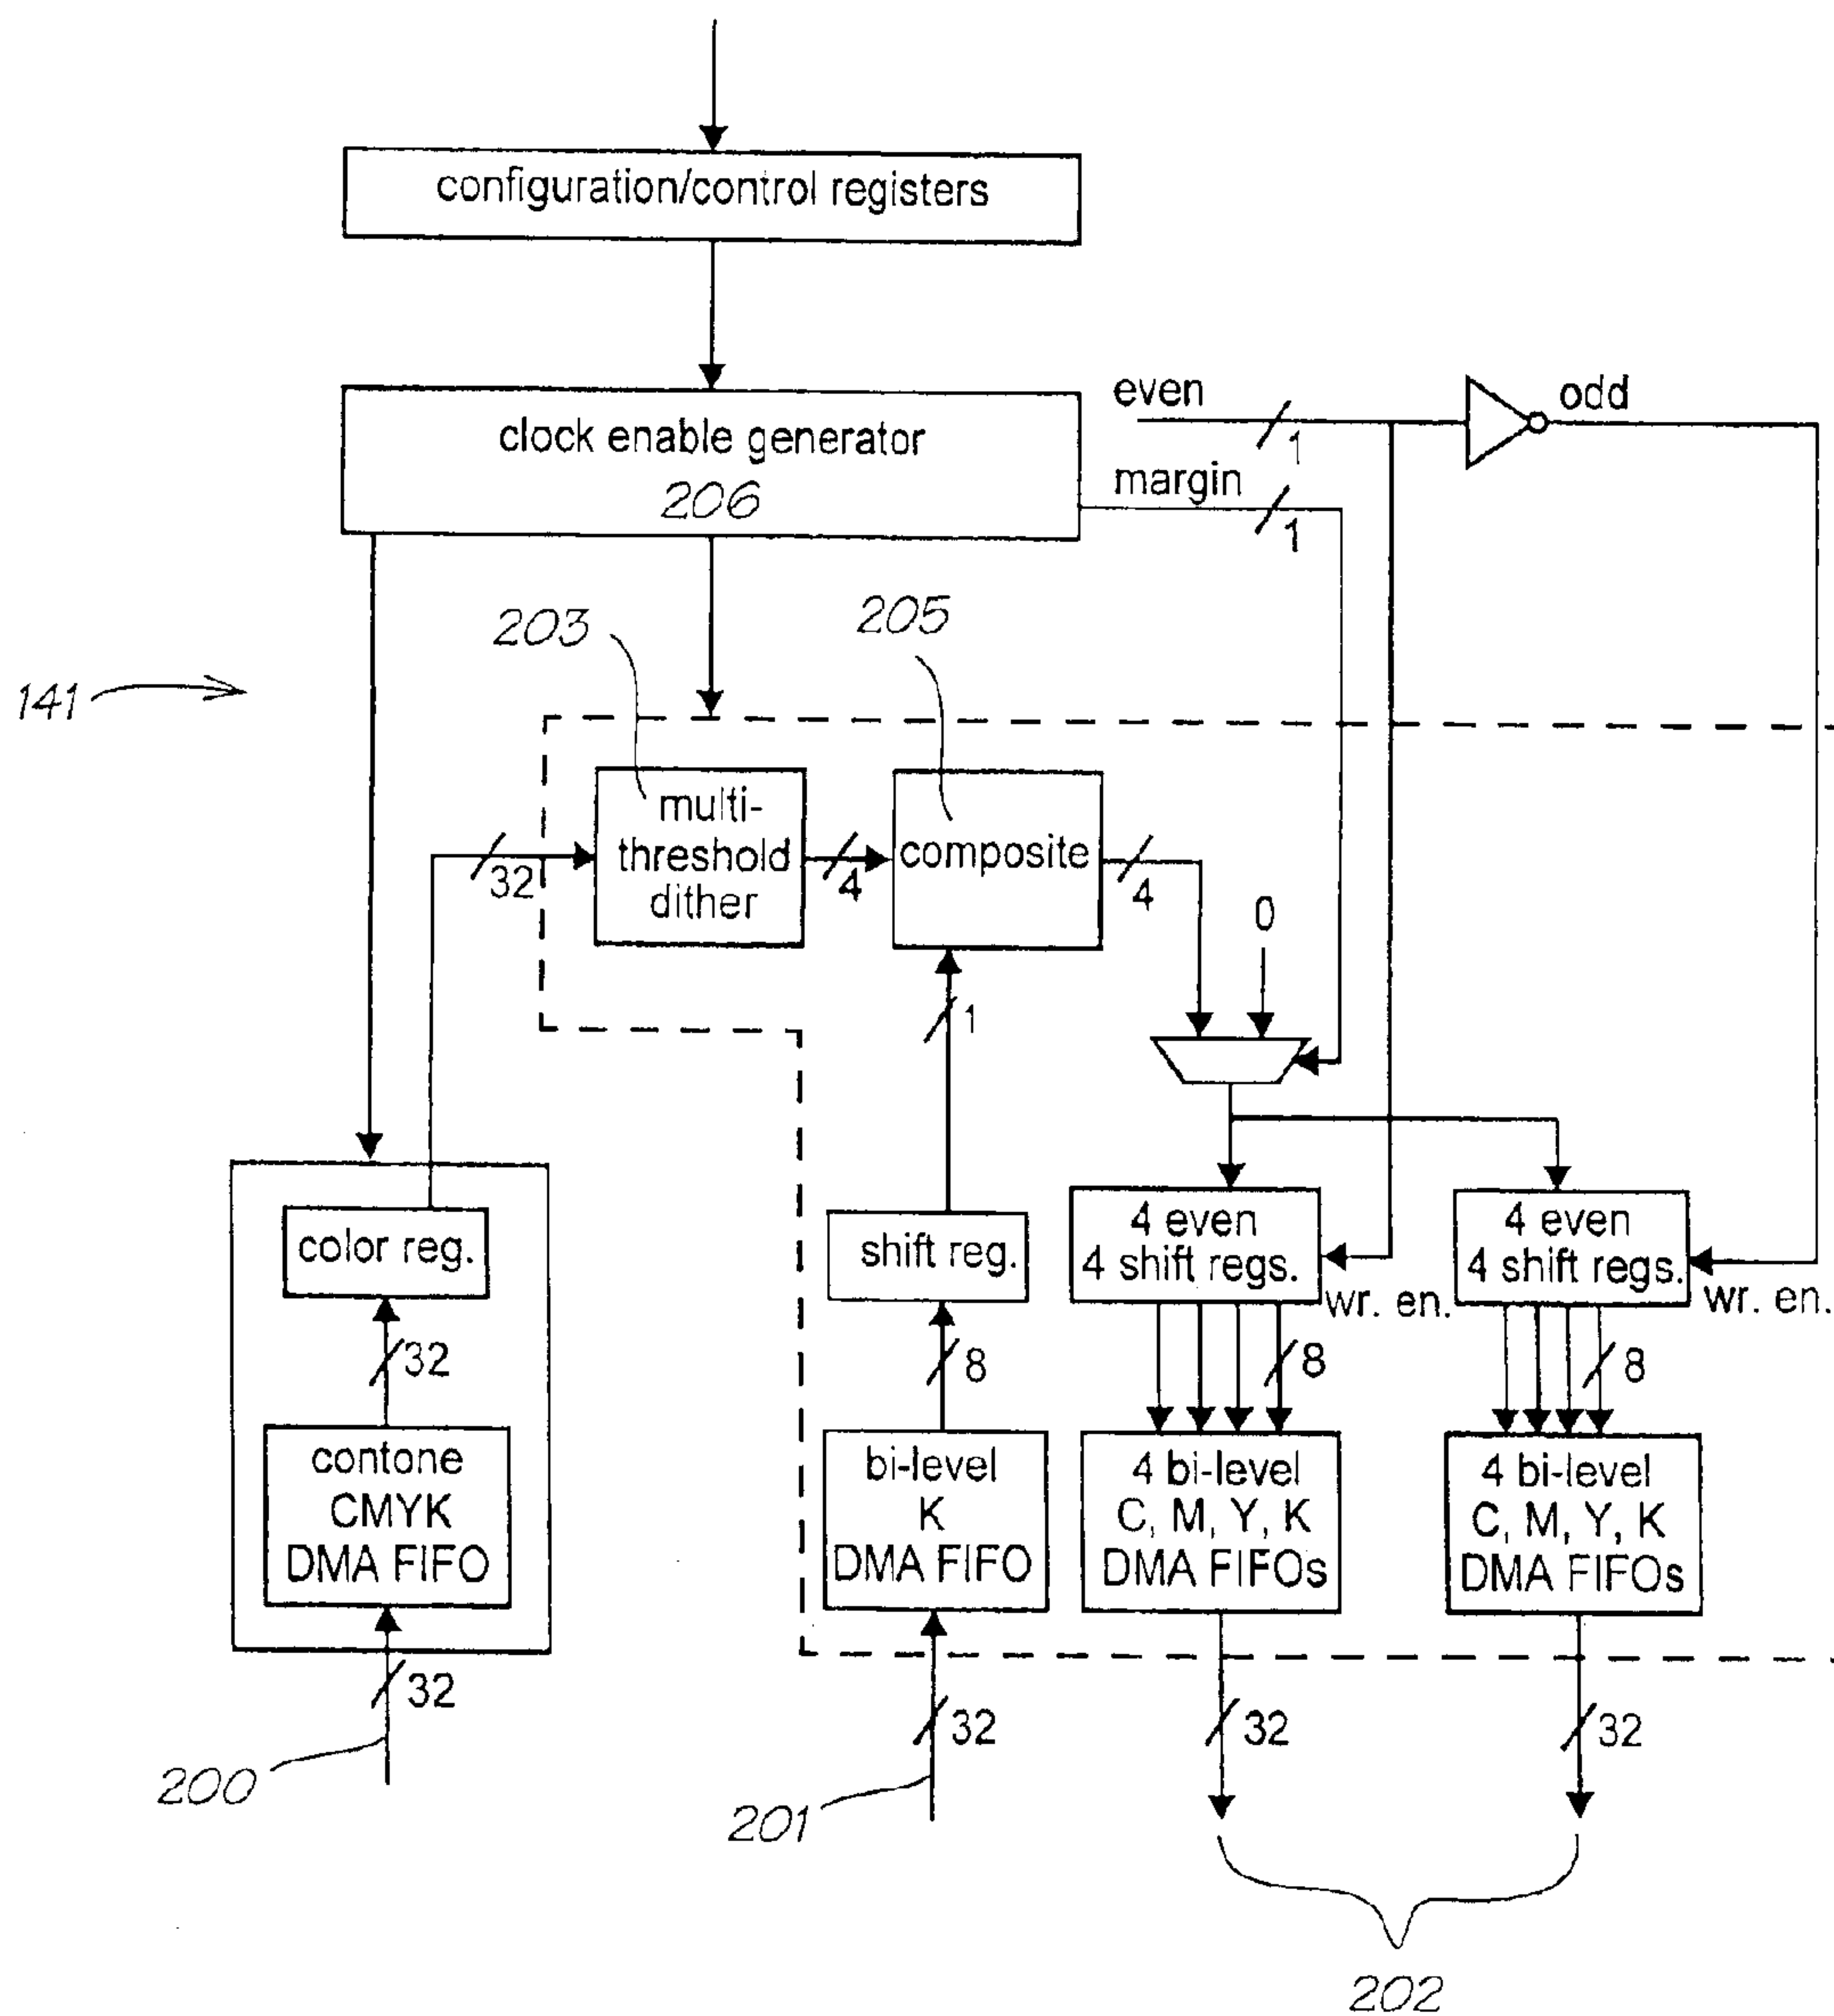 configuration/control registers
clock enable generator
206
even
1
odd
margin
1
203
205
141
multi-
threshold
dither
composite
32
4
4
0
1
color reg.
shift reg.
4 even
4 shift regs.
wr. en.
4 even
4 shift regs.
wr. en.
32
8
8
8
contone
CMYK
DMA FIFO
bi-level
K
DMA FIFO
4 bi-level
C, M, Y, K
DMA FIFOs
4 bi-level
C, M, Y, K
DMA FIFOs
32
32
32
32
200
201
202